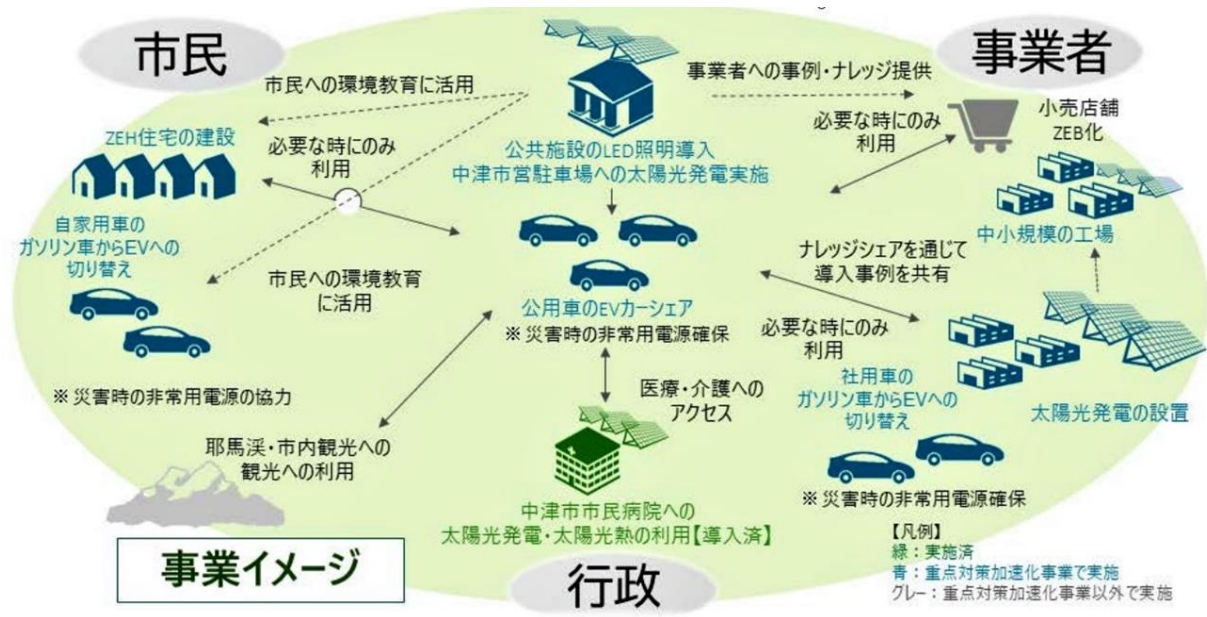 市民
事業者
市民への環境教育に活用
事業者への事例・ナレッジ提供
ZEH住宅の建設
必要な時にのみ
利用
公共施設のLED照明導入
中津市営駐車場への太陽光発電実施
必要な時にのみ
利用
小売店舗
ZEB化
自家用車の
ガソリン車からEVへの
切り替え
市民への環境教育
に活用
公用車のEVカーシェア
※災害時の非常用電源確保
ナレッジシェアを通じて
導入事例を共有
中小規模の工場
必要な時にのみ
利用
※災害時の非常用電源の協力
医療・介護への
アクセス
社用車の
ガソリン車からEVへの
切り替え
太陽光発電の設置
耶馬渓・市内観光への
観光への利用
※災害時の非常用電源確保
中津市市民病院への
太陽光発電・太陽光熱の利用【導入済】
事業イメージ
行政
【凡例】
緑：実施済
青：重点対策加速化事業で実施
グレー：重点対策加速化事業以外で実施